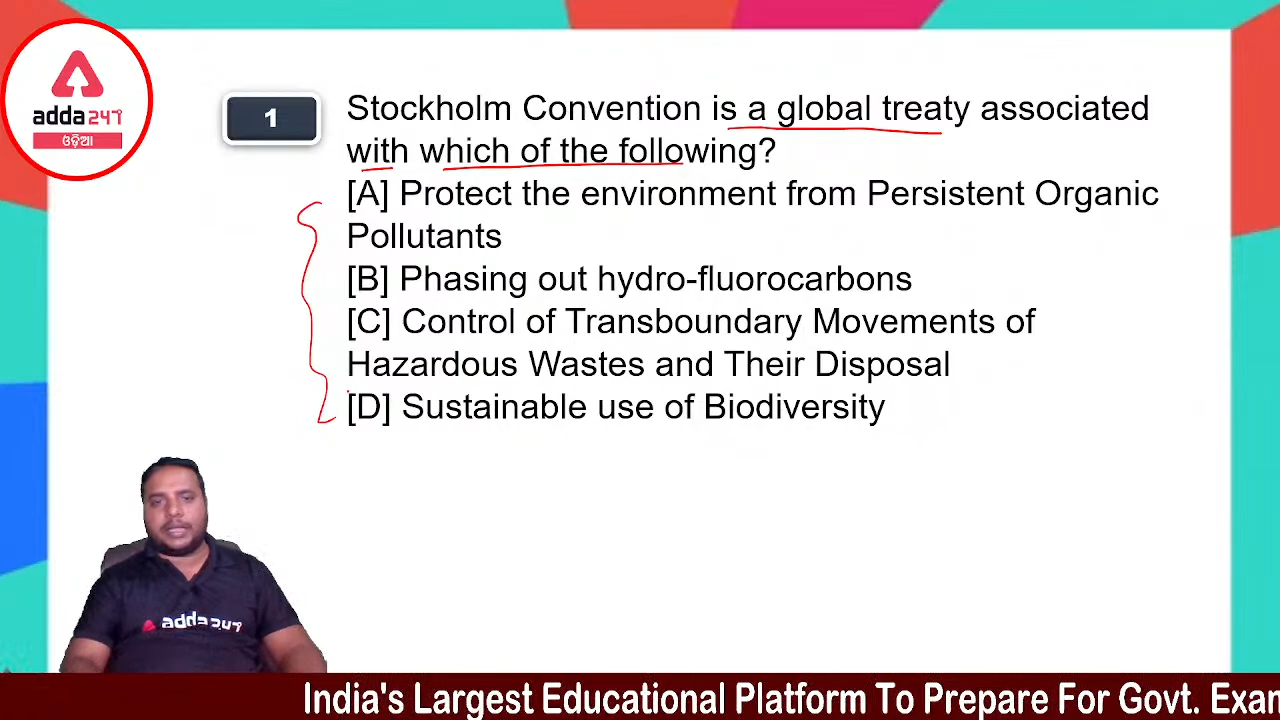 adda247
ଓଡ଼ିଆ
1
Stockholm Convention is a global treaty associated
with which of the following?
[A] Protect the environment from Persistent Organic
Pollutants
[B] Phasing out hydro-fluorocarbons
[C] Control of Transboundary Movements of
Hazardous Wastes and Their Disposal
[D] Sustainable use of Biodiversity
adda247
India's Largest Educational Platform To Prepare For Govt. Exan